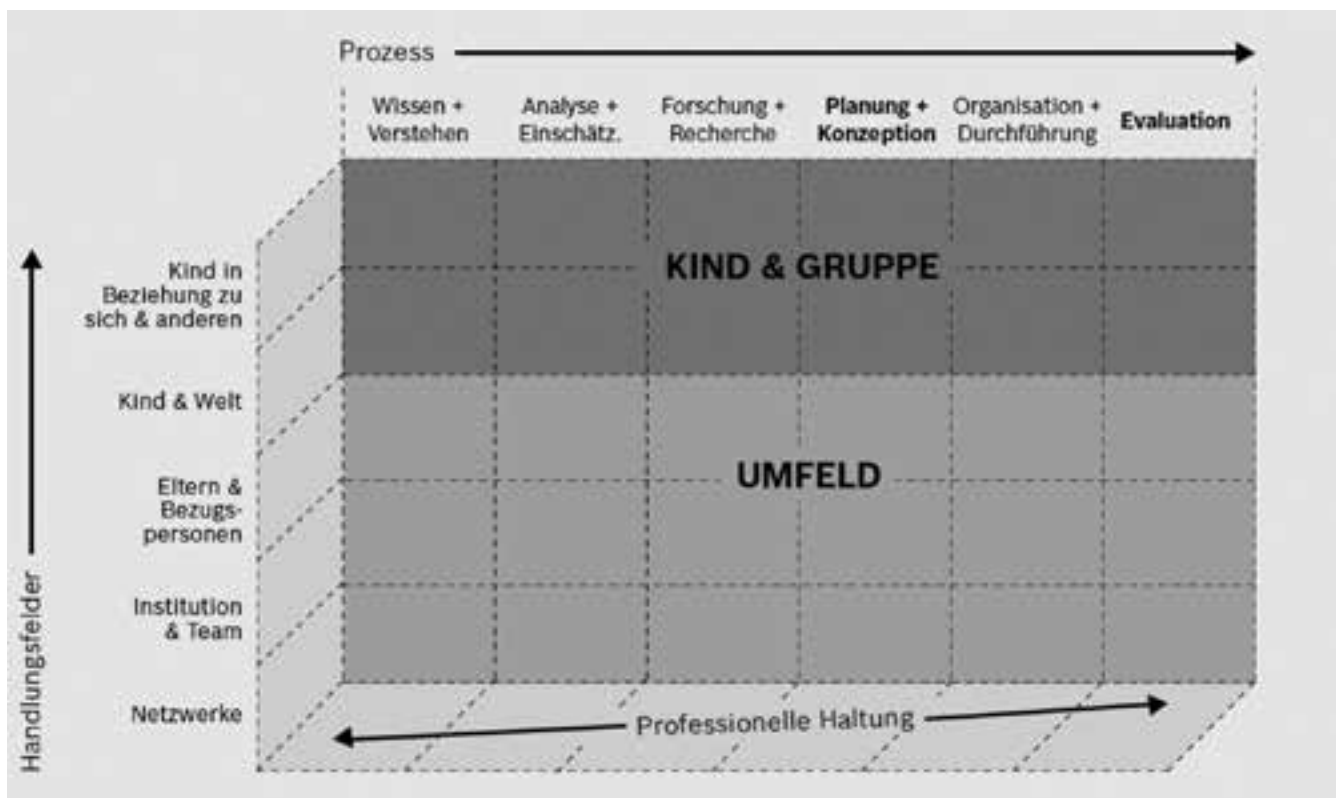 Prozess
Wissen +
Verstehen
Analyse +
Einschätz.
Forschung +
Recherche
Planung +
Konzeption
Organisation +
Durchführung
Evaluation
KIND & GRUPPE
Kind in
Beziehung zu
sich & anderen
Kind & Welt
UMFELD
Eltern &
Bezugs-
personen
Institution
& Team
Netzwerke
Handlungsfelder
Professionelle Haltung